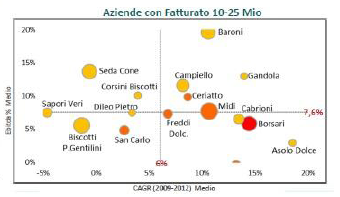 Aziende con Fatturato 10-25 Mio
20%
Baroni
Seda Cone
Campiello
Gandola
15%
Corsini Biscotti
Ceriatto
Sapori Veri
Dileo Pietro
Midi
Cabrioni
10%
7,6%
Freddi
Dolc.
Borsari
5%
Biscotti
P.Gentilini
San Carlo
Asolo Dolce
0%
6%
-5%
0%
5%
10%
15%
20%
Ebitda% Medio
CAGR (2009-2012) Medio